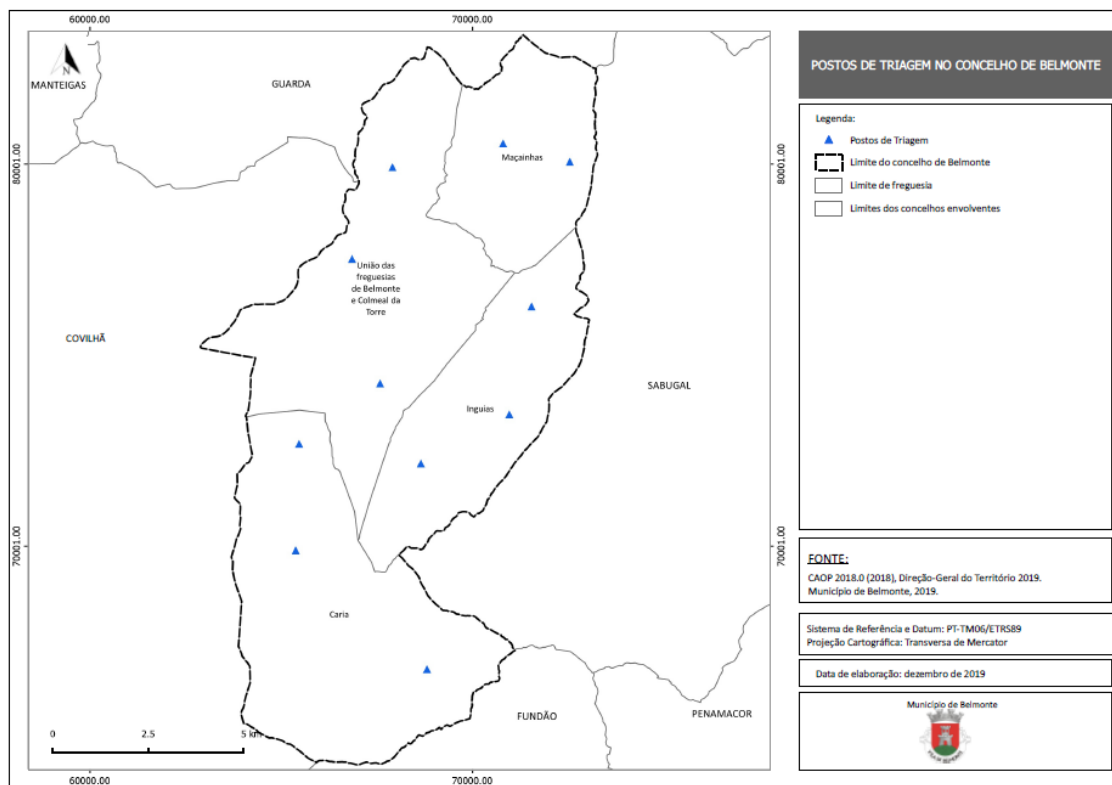 60000.00
70000.00
POSTOS DE TRIAGEM NO CONCELHO DE BELMONTE
N
MANTEIGAS
GUARDA
Legenda:
Postos de Triagem
Limite do concelho de Belmonte
Limite de freguesia
Limites dos concelhos envolventes
Maçainhas
80001.00
80001.00
União das
freguesias
de Belmonte
e Colmeal da
Torre
COVILHÃ
SABUGAL
Inguias
70001.00
70001.00
FONTE:
CAOP 2018.0 (2018), Direção-Geral do Território 2019.
Município de Belmonte, 2019.
Caria
Sistema de Referência e Datum: PT-TM06/ETRS89
Projeção Cartográfica: Transversa de Mercator
Data de elaboração: dezembro de 2019
FUNDÃO
PENAMACOR
Município de Belmonte
0
2.5
5 km
60000.00
70000.00